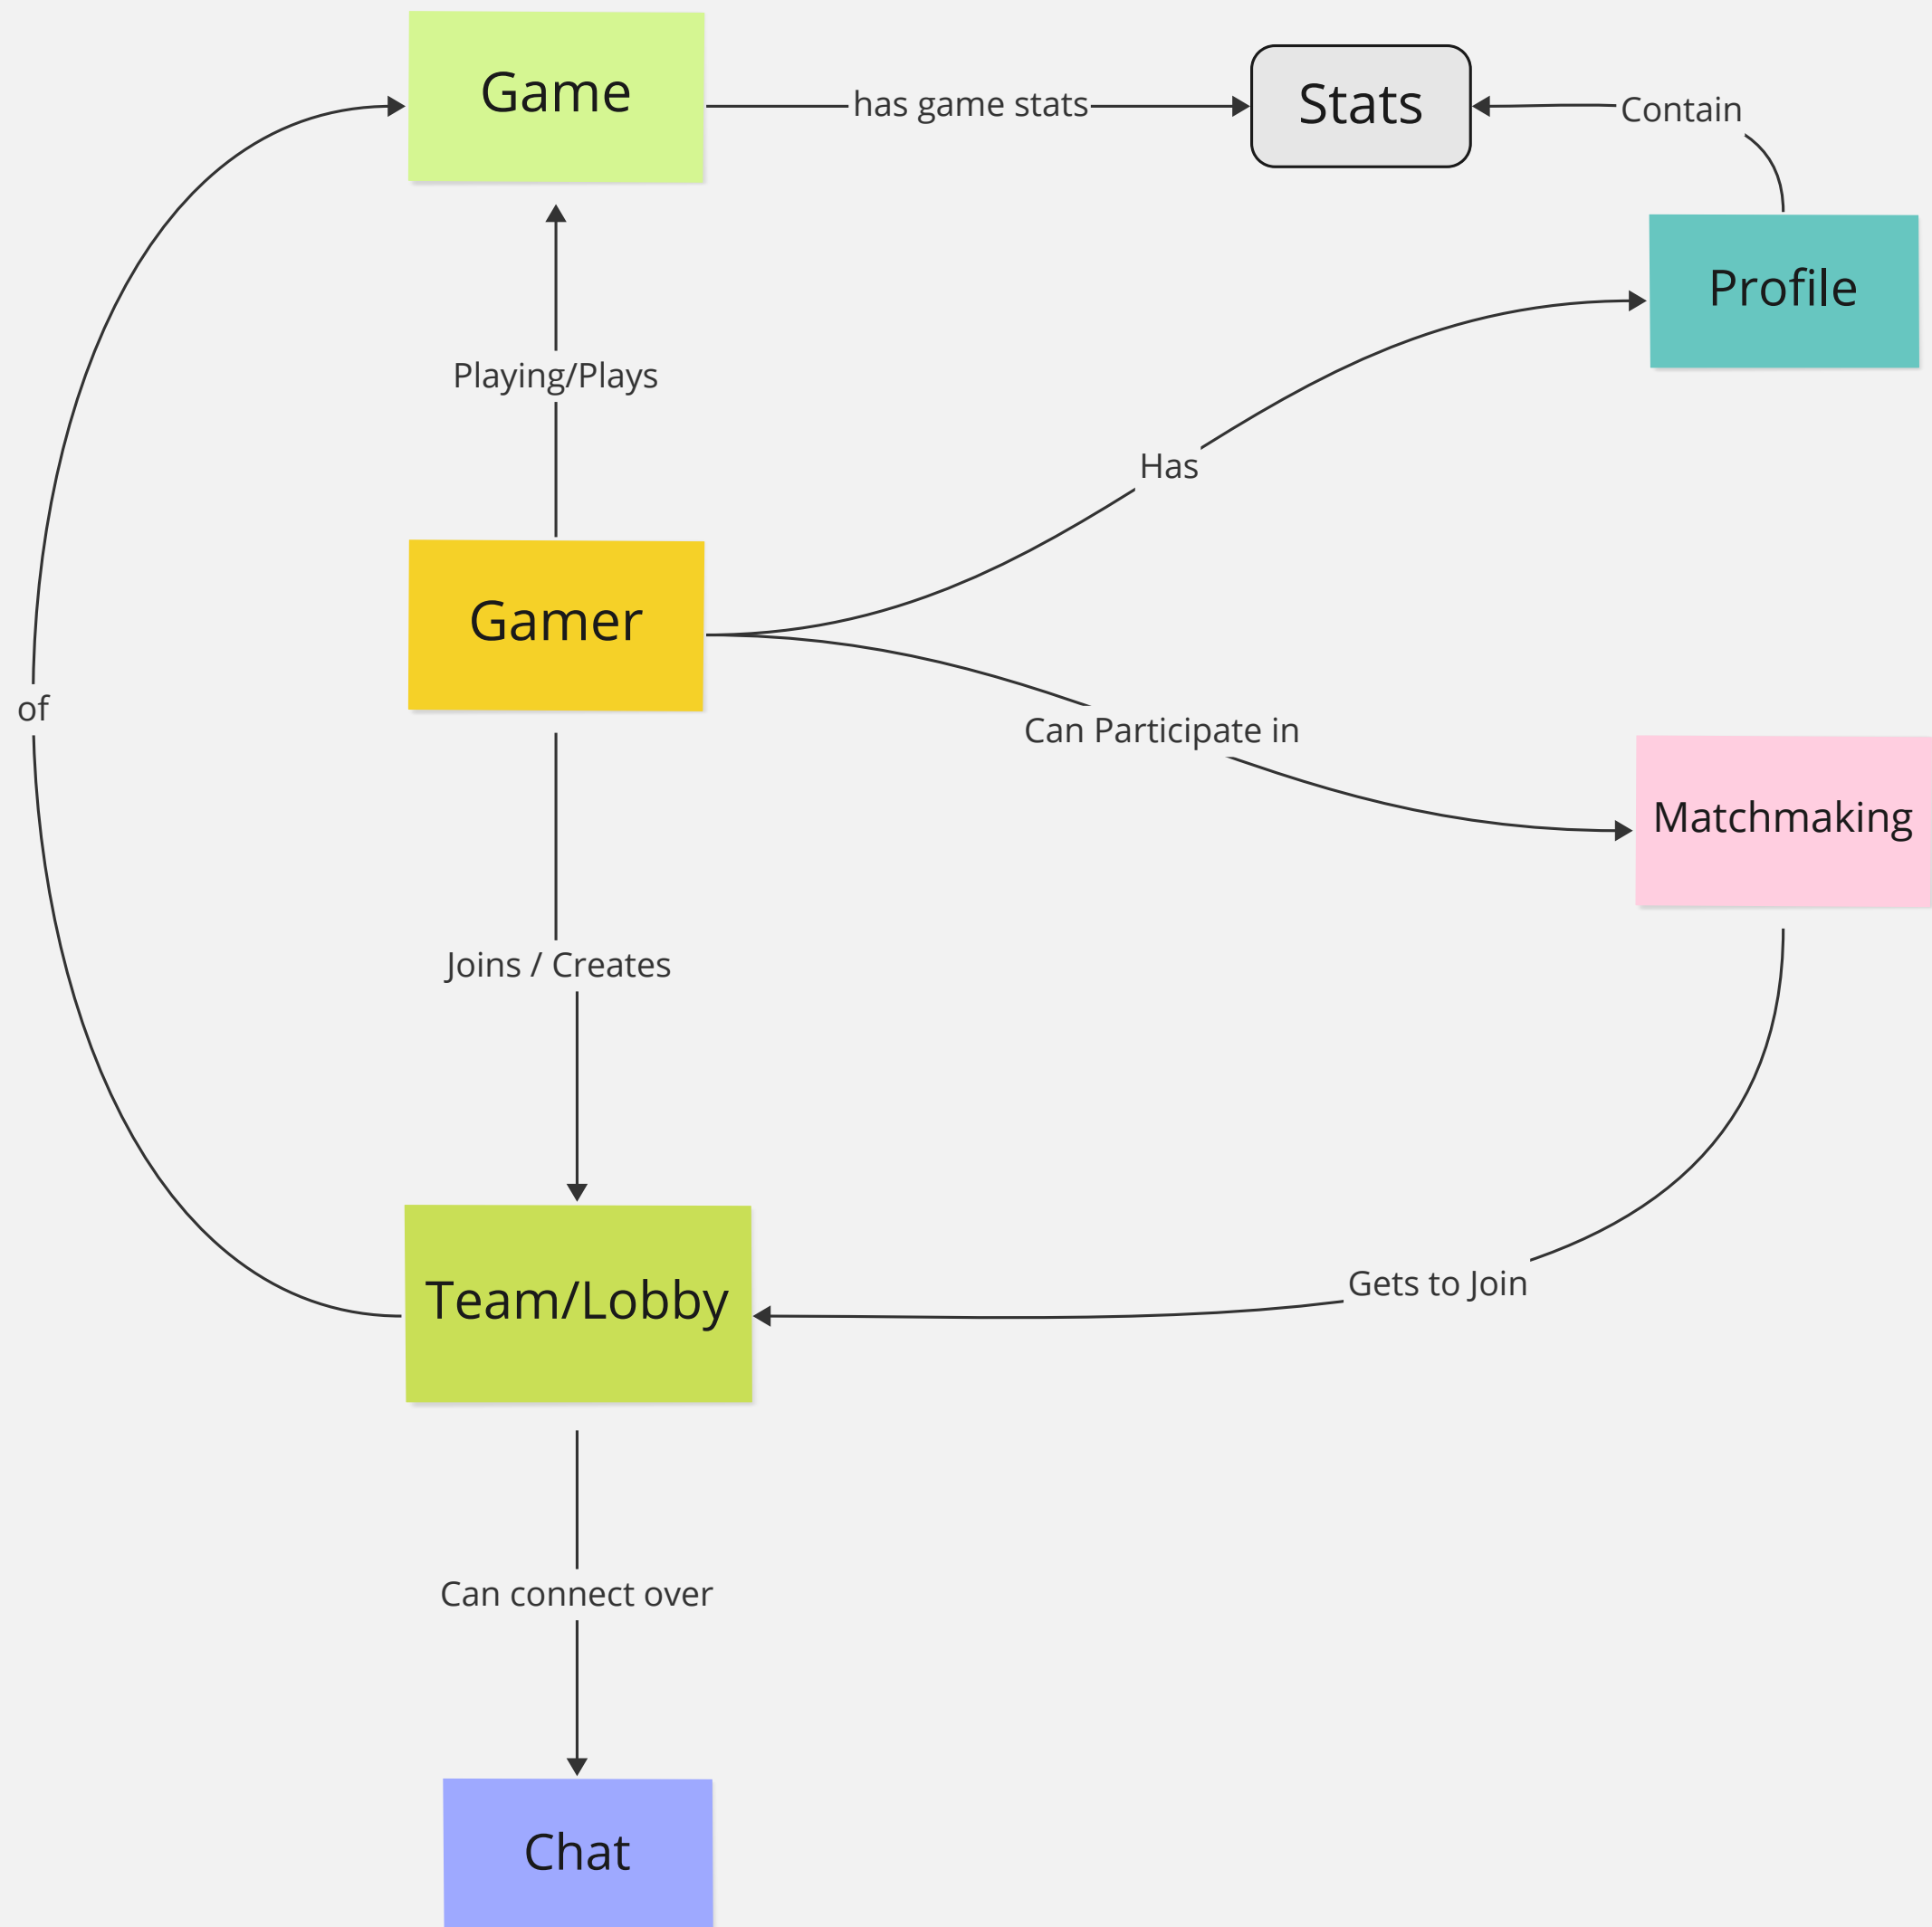 Game
has game stats
Stats
Contain
Profile
Playing/Plays
Has
Gamer
of
Can Participate in
Matchmaking
Joins / Creates
Gets to Join
Team/Lobby
Can connect over
Chat